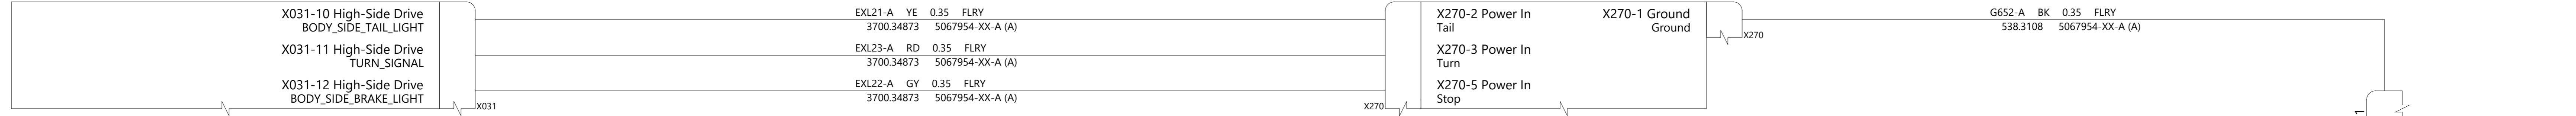 X031-10 High-Side Drive
BODY_SIDE_TAIL_LIGHT
X031-11 High-Side Drive
TURN_SIGNAL
X031-12 High-Side Drive
BODY_SIDE_BRAKE_LIGHT
X031
EXL21-A YE 0.35 FLRY
3700.34873 5067954-XX-A (A)
EXL23-A RD 0.35 FLRY
3700.34873 5067954-XX-A (A)
EXL22-A GY 0.35 FLRY
3700.34873 5067954-XX-A (A)
X270
X270-2 Power In
Tail
X270-3 Power In
Turn
X270-5 Power In
Stop
X270-1 Ground
Ground
X270
G652-A BK 0.35 FLRY
538.3108 5067954-XX-A (A)
1